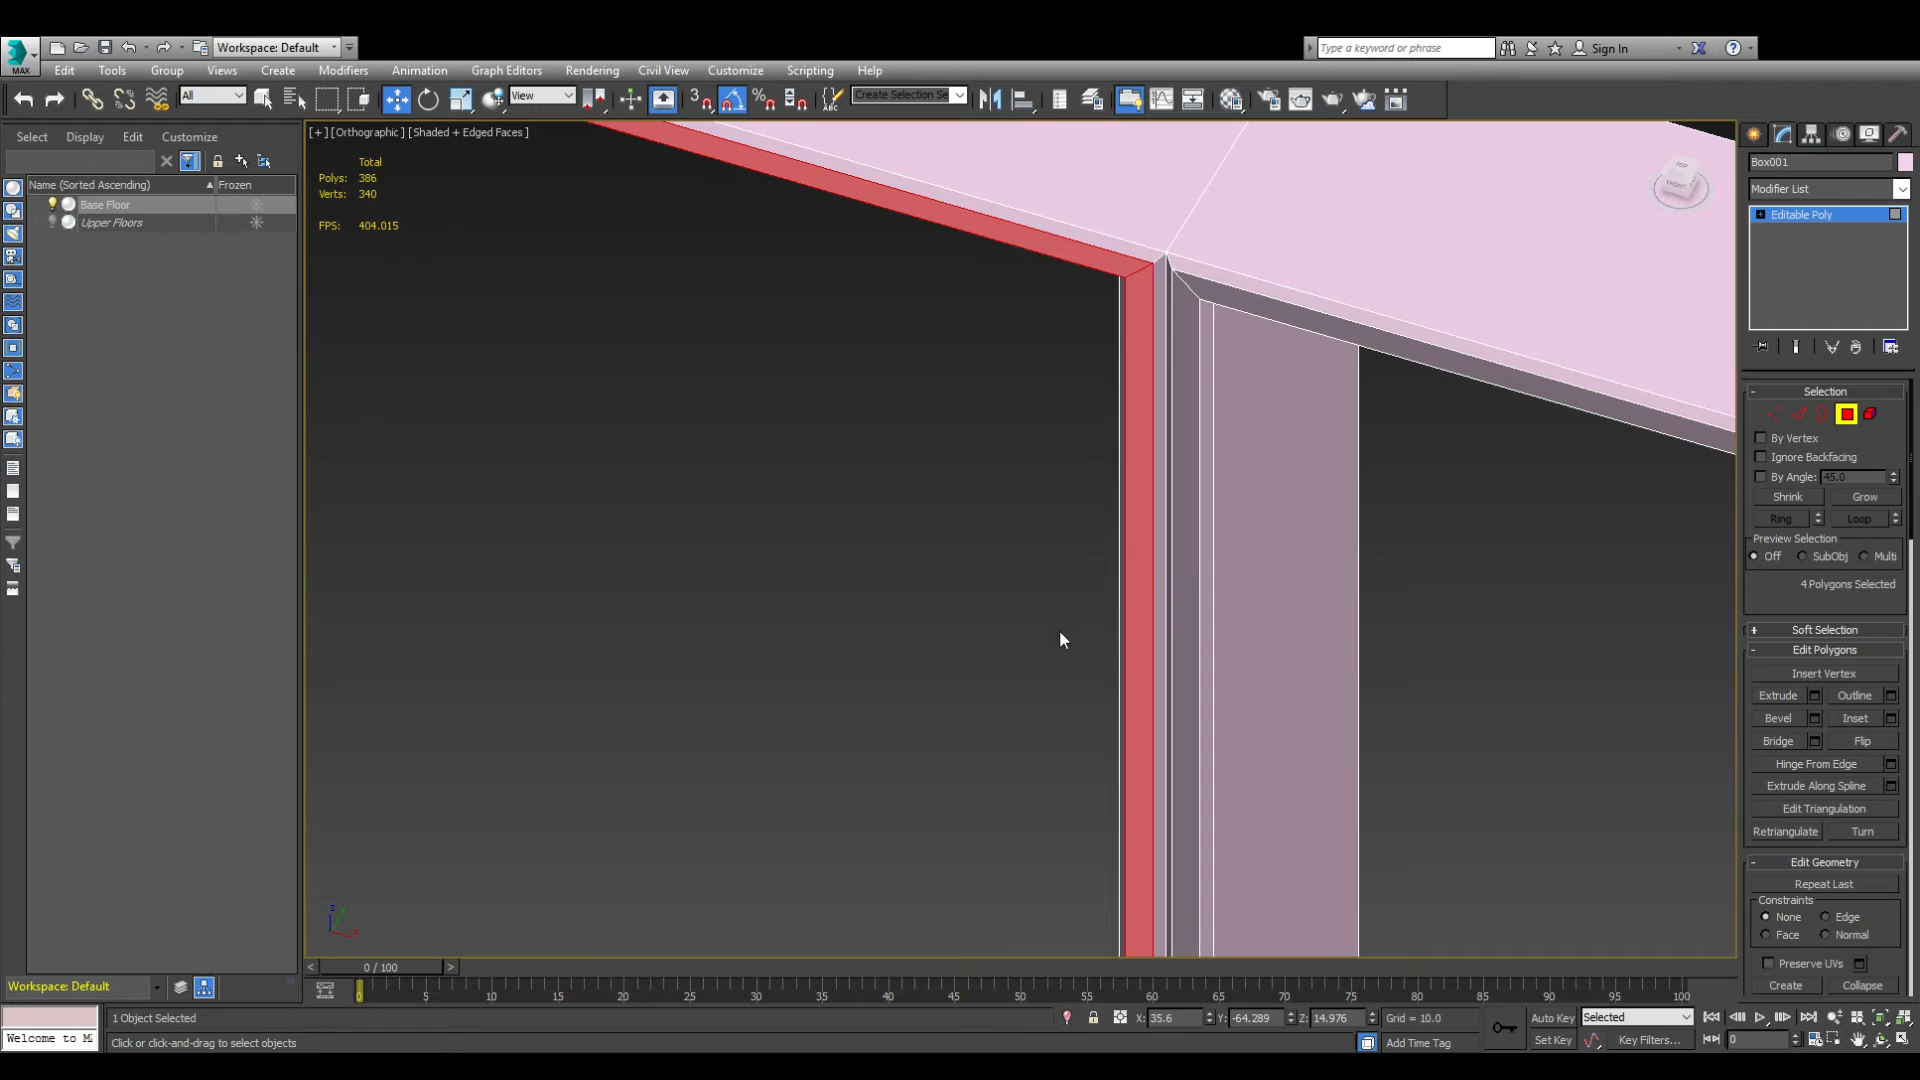 Workspace: Default
Type a keyword or phrase
Sign In
MAX
Edit Tools Group Views Create Modifiers Animation Graph Editors Rendering Civil View Customize Scripting Help
All
View
3
Create Selection Se
Select Display Edit Customize
Name (Sorted Ascending) Frozen
Base Floor
Upper Floors
[+] [Orthographic] [Shaded + Edged Faces]
Total
Polys: 386
Verts: 340
FPS: 404.015
TOP
FRONT
Box001
Modifier List
Editable Poly
Selection
By Vertex
Ignore Backfacing
By Angle: 45.0
Shrink Grow
Ring Loop
Preview Selection
Off SubObj Multi
4 Polygons Selected
Soft Selection
Edit Polygons
Insert Vertex
Extrude Outline
Bevel Inset
Bridge Flip
Hinge From Edge
Extrude Along Spline
Edit Triangulation
Retriangulate Turn
Edit Geometry
Repeat Last
Constraints
None Edge
Face Normal
Preserve UVs
Create Collapse
z y x
< 0 / 100 >
Workspace: Default
0 5 10 15 20 25 30 35 40 45 50 55 60 65 70 75 80 85 90 95 100
1 Object Selected
X: 35.6 Y: -64.289 Z: 14.976 Grid = 10.0
Auto Key Selected
Welcome to M
Click or click-and-drag to select objects
Add Time Tag
Set Key Key Filters... 0